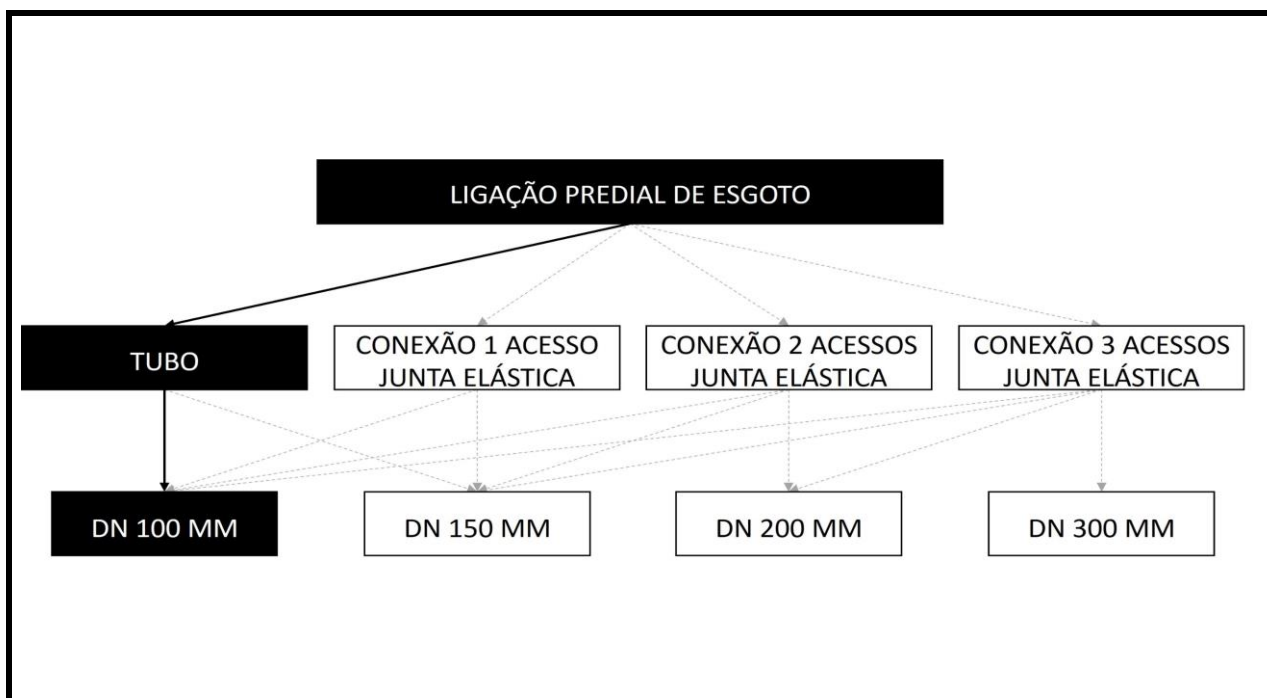 LIGAÇÃO PREDIAL DE ESGOTO
TUBO
CONEXÃO 1 ACESSO
JUNTA ELÁSTICA
CONEXÃO 2 ACESSOS
JUNTA ELÁSTICA
CONEXÃO 3 ACESSOS
JUNTA ELÁSTICA
DN 100 MM
DN 150 MM
DN 200 MM
DN 300 MM